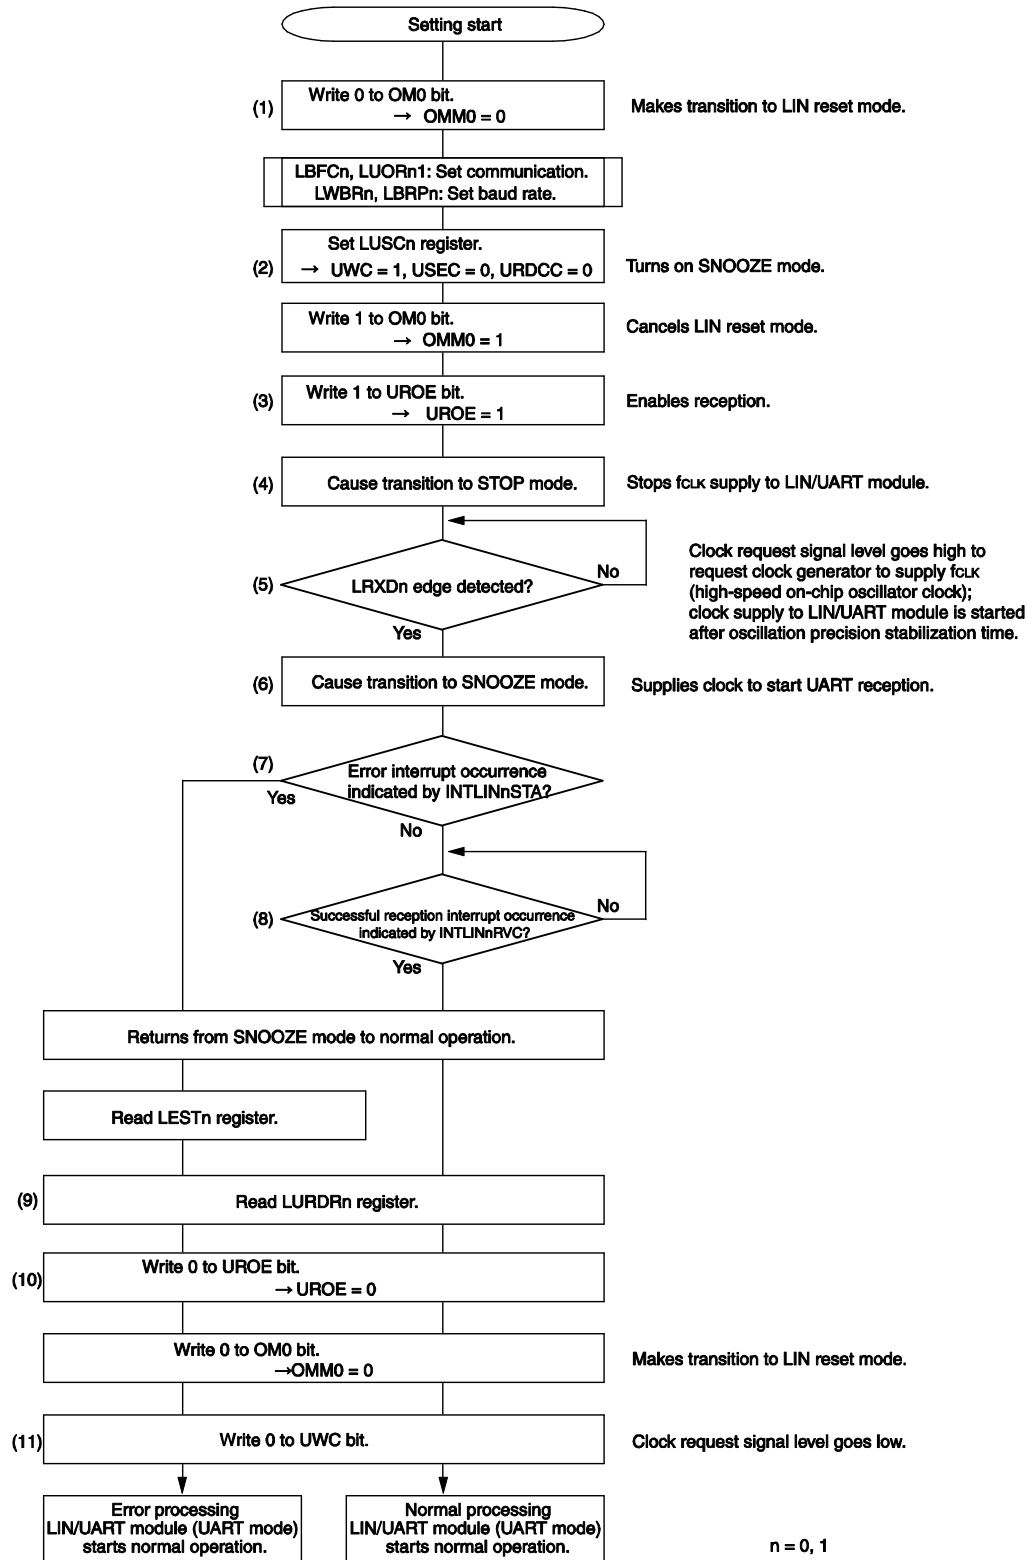 Setting start
(1)
Write 0 to OM0 bit.
→ OMM0 = 0
Makes transition to LIN reset mode.
LBFCn, LUORn1: Set communication.
LWBRn, LBRPn: Set baud rate.
(2)
Set LUSCn register.
→ UWC = 1, USEC = 0, URDCC = 0
Turns on SNOOZE mode.
Write 1 to OM0 bit.
→ OMM0 = 1
Cancels LIN reset mode.
(3)
Write 1 to UROE bit.
→ UROE = 1
Enables reception.
(4)
Cause transition to STOP mode.
Stops fCLK supply to LIN/UART module.
(5)
LRXDn edge detected?
No
Yes
Clock request signal level goes high to
request clock generator to supply fCLK
(high-speed on-chip oscillator clock);
clock supply to LIN/UART module is started
after oscillation precision stabilization time.
(6)
Cause transition to SNOOZE mode.
Supplies clock to start UART reception.
(7)
Error interrupt occurrence
indicated by INTLINnSTA?
Yes
No
(8)
Successful reception interrupt occurrence
indicated by INTLINnRVC?
No
Yes
Returns from SNOOZE mode to normal operation.
Read LESTn register.
(9)
Read LURDRn register.
(10)
Write 0 to UROE bit.
→ UROE = 0
Write 0 to OM0 bit.
→OMM0 = 0
Makes transition to LIN reset mode.
(11)
Write 0 to UWC bit.
Clock request signal level goes low.
Error processing
LIN/UART module (UART mode)
starts normal operation.
Normal processing
LIN/UART module (UART mode)
starts normal operation.
n = 0, 1